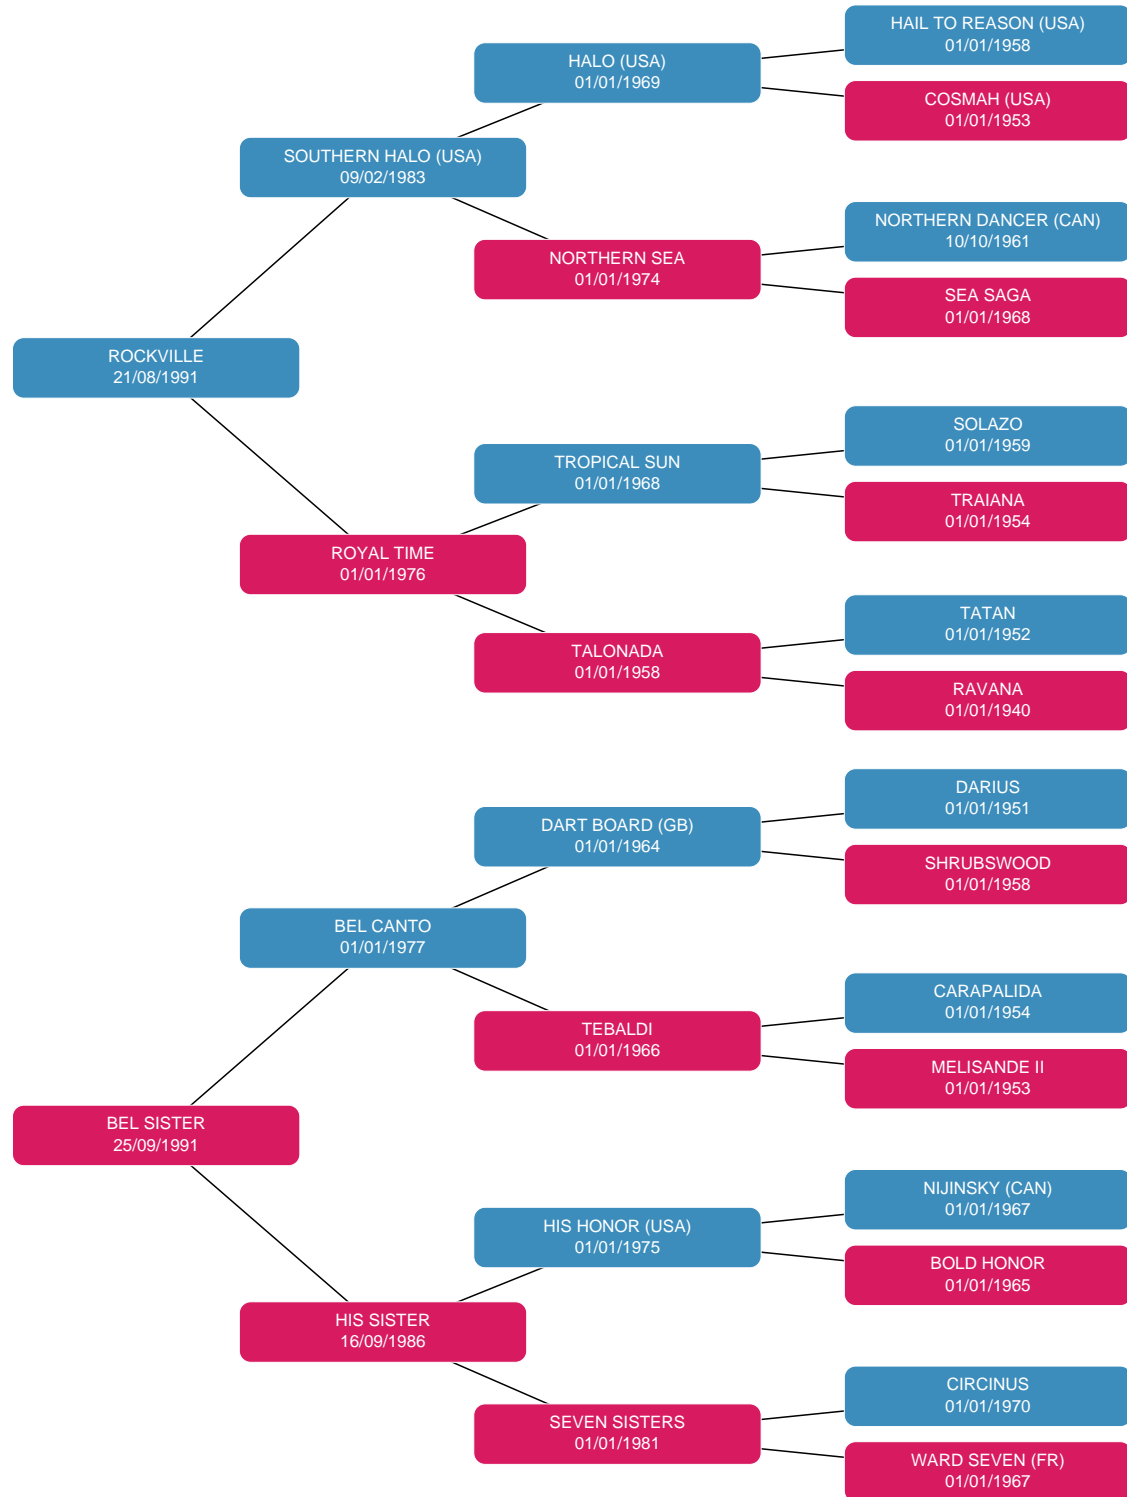 HAIL TO REASON (USA)
01/01/1958
HALO (USA)
01/01/1969
COSMAH (USA)
01/01/1953
SOUTHERN HALO (USA)
09/02/1983
NORTHERN DANCER (CAN)
10/10/1961
NORTHERN SEA
01/01/1974
SEA SAGA
01/01/1968
ROCKVILLE
21/08/1991
SOLAZO
01/01/1959
TROPICAL SUN
01/01/1968
TRAIANA
01/01/1954
ROYAL TIME
01/01/1976
TATAN
01/01/1952
TALONADA
01/01/1958
RAVANA
01/01/1940
DARIUS
01/01/1951
DART BOARD (GB)
01/01/1964
SHRUBSWOOD
01/01/1958
BEL CANTO
01/01/1977
CARAPALIDA
01/01/1954
TEBALDI
01/01/1966
MELISANDE II
01/01/1953
BEL SISTER
25/09/1991
NIJINSKY (CAN)
01/01/1967
HIS HONOR (USA)
01/01/1975
BOLD HONOR
01/01/1965
HIS SISTER
16/09/1986
CIRCINUS
01/01/1970
SEVEN SISTERS
01/01/1981
WARD SEVEN (FR)
01/01/1967